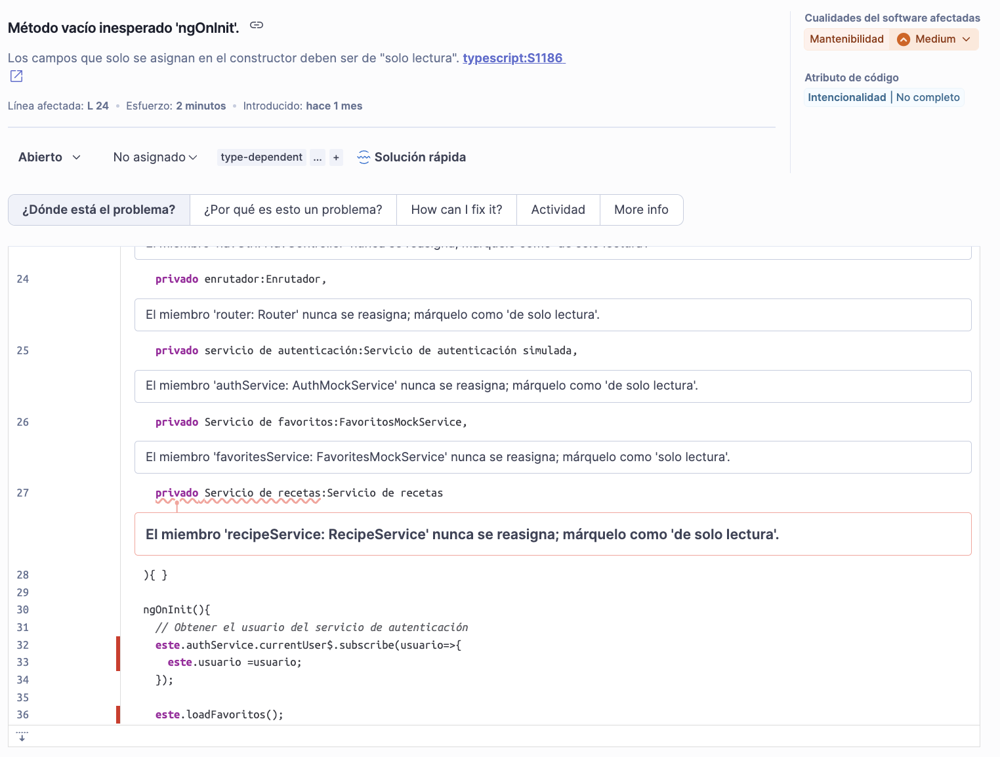 Método vacío inesperado 'ngOnInit'.
Los campos que solo se asignan en el constructor deben ser de "solo lectura". typescript:S1186
Línea afectada: L 24 • Esfuerzo: 2 minutos • Introducido: hace 1 mes
Cualidades del software afectadas
Mantenibilidad Medium
Atributo de código
Intencionalidad | No completo
Abierto No asignado type-dependent ... + Solución rápida
¿Dónde está el problema? ¿Por qué es esto un problema? How can I fix it? Actividad More info
24 privado enrutador:Enrutador,
El miembro 'router: Router' nunca se reasigna; márquelo como 'de solo lectura'.
25 privado servicio de autenticación:Servicio de autenticación simulada,
El miembro 'authService: AuthMockService' nunca se reasigna; márquelo como 'de solo lectura'.
26 privado Servicio de favoritos:FavoritosMockService,
El miembro 'favoritesService: FavoritesMockService' nunca se reasigna; márquelo como 'solo lectura'.
27 privado Servicio de recetas:Servicio de recetas
El miembro 'recipeService: RecipeService' nunca se reasigna; márquelo como 'de solo lectura'.
28 ){ }
29
30 ngOnInit(){
31 // Obtener el usuario del servicio de autenticación
32 este.authService.currentUser$.subscribe(usuario=>{
33 este.usuario =usuario;
34 });
35
36 este.loadFavoritos();